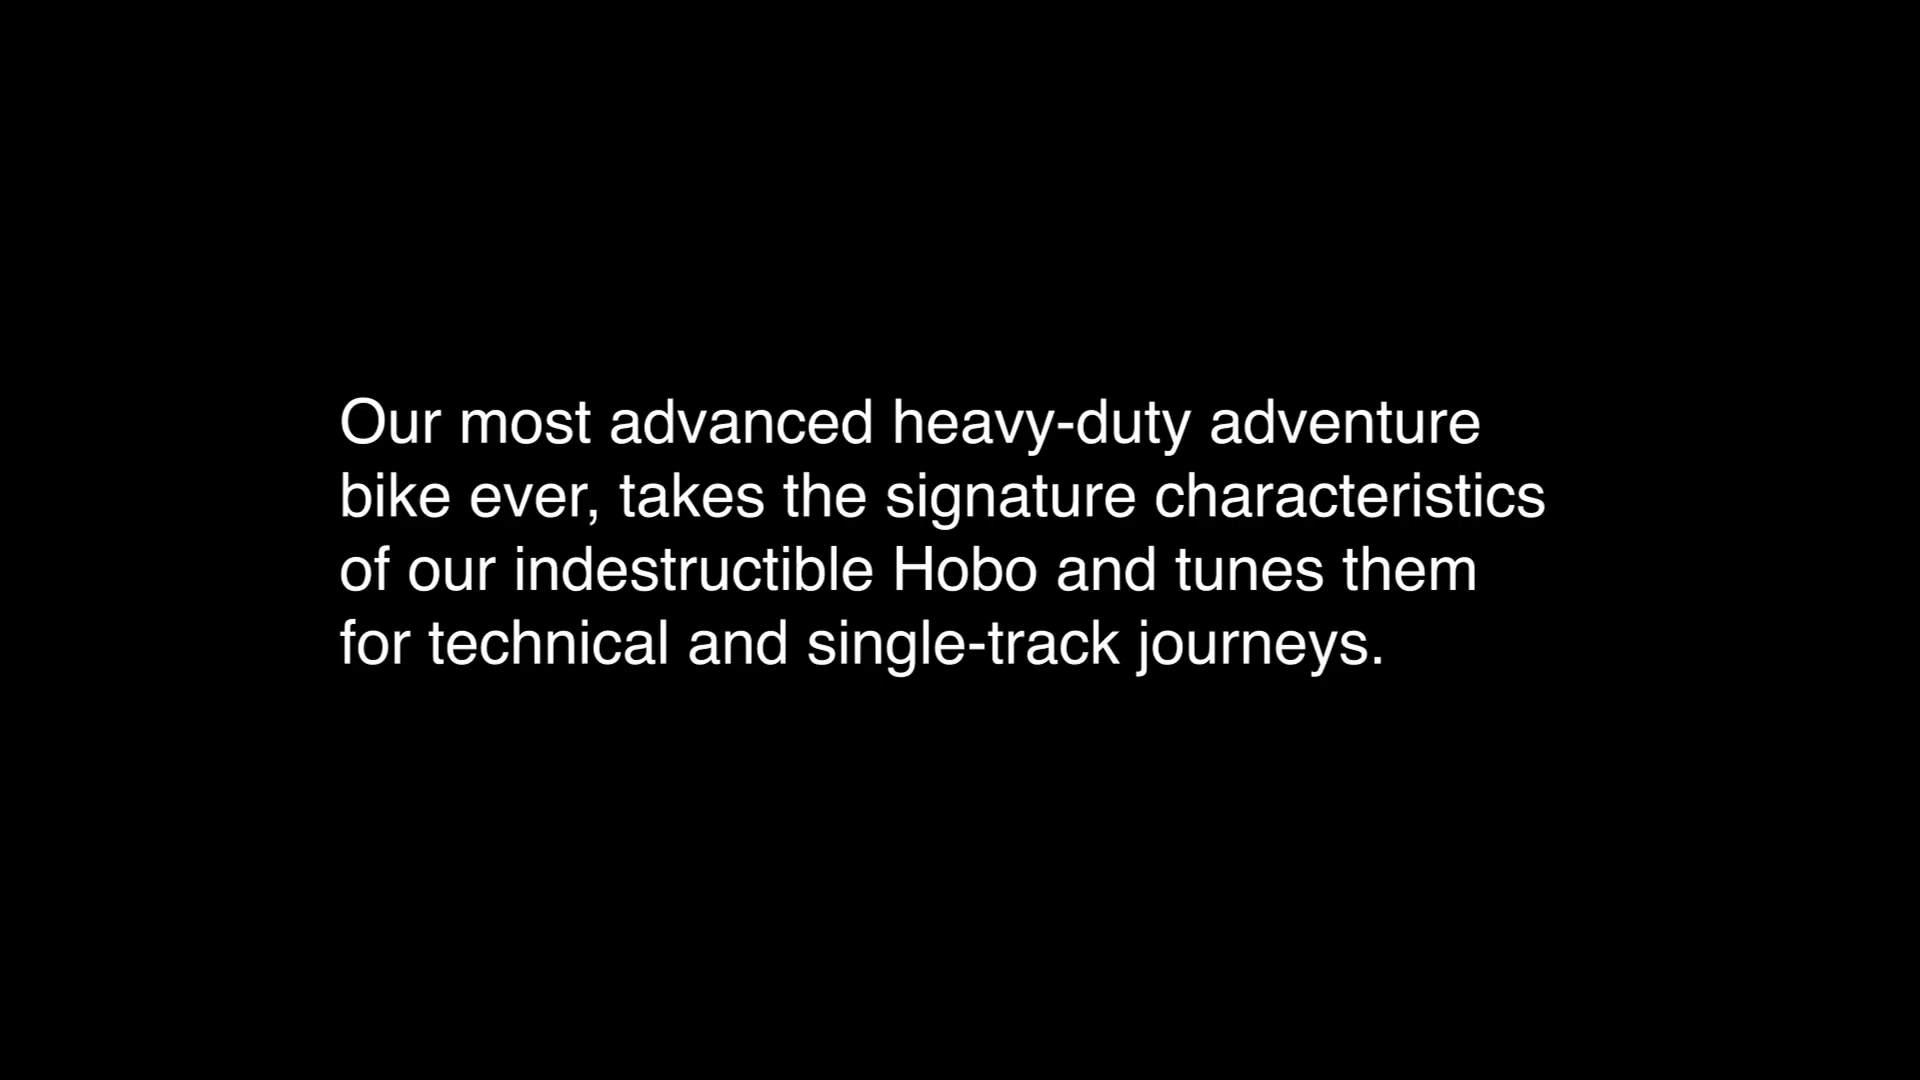 Our most advanced heavy-duty adventure
bike ever, takes the signature characteristics
of our indestructible Hobo and tunes them
for technical and single-track journeys.